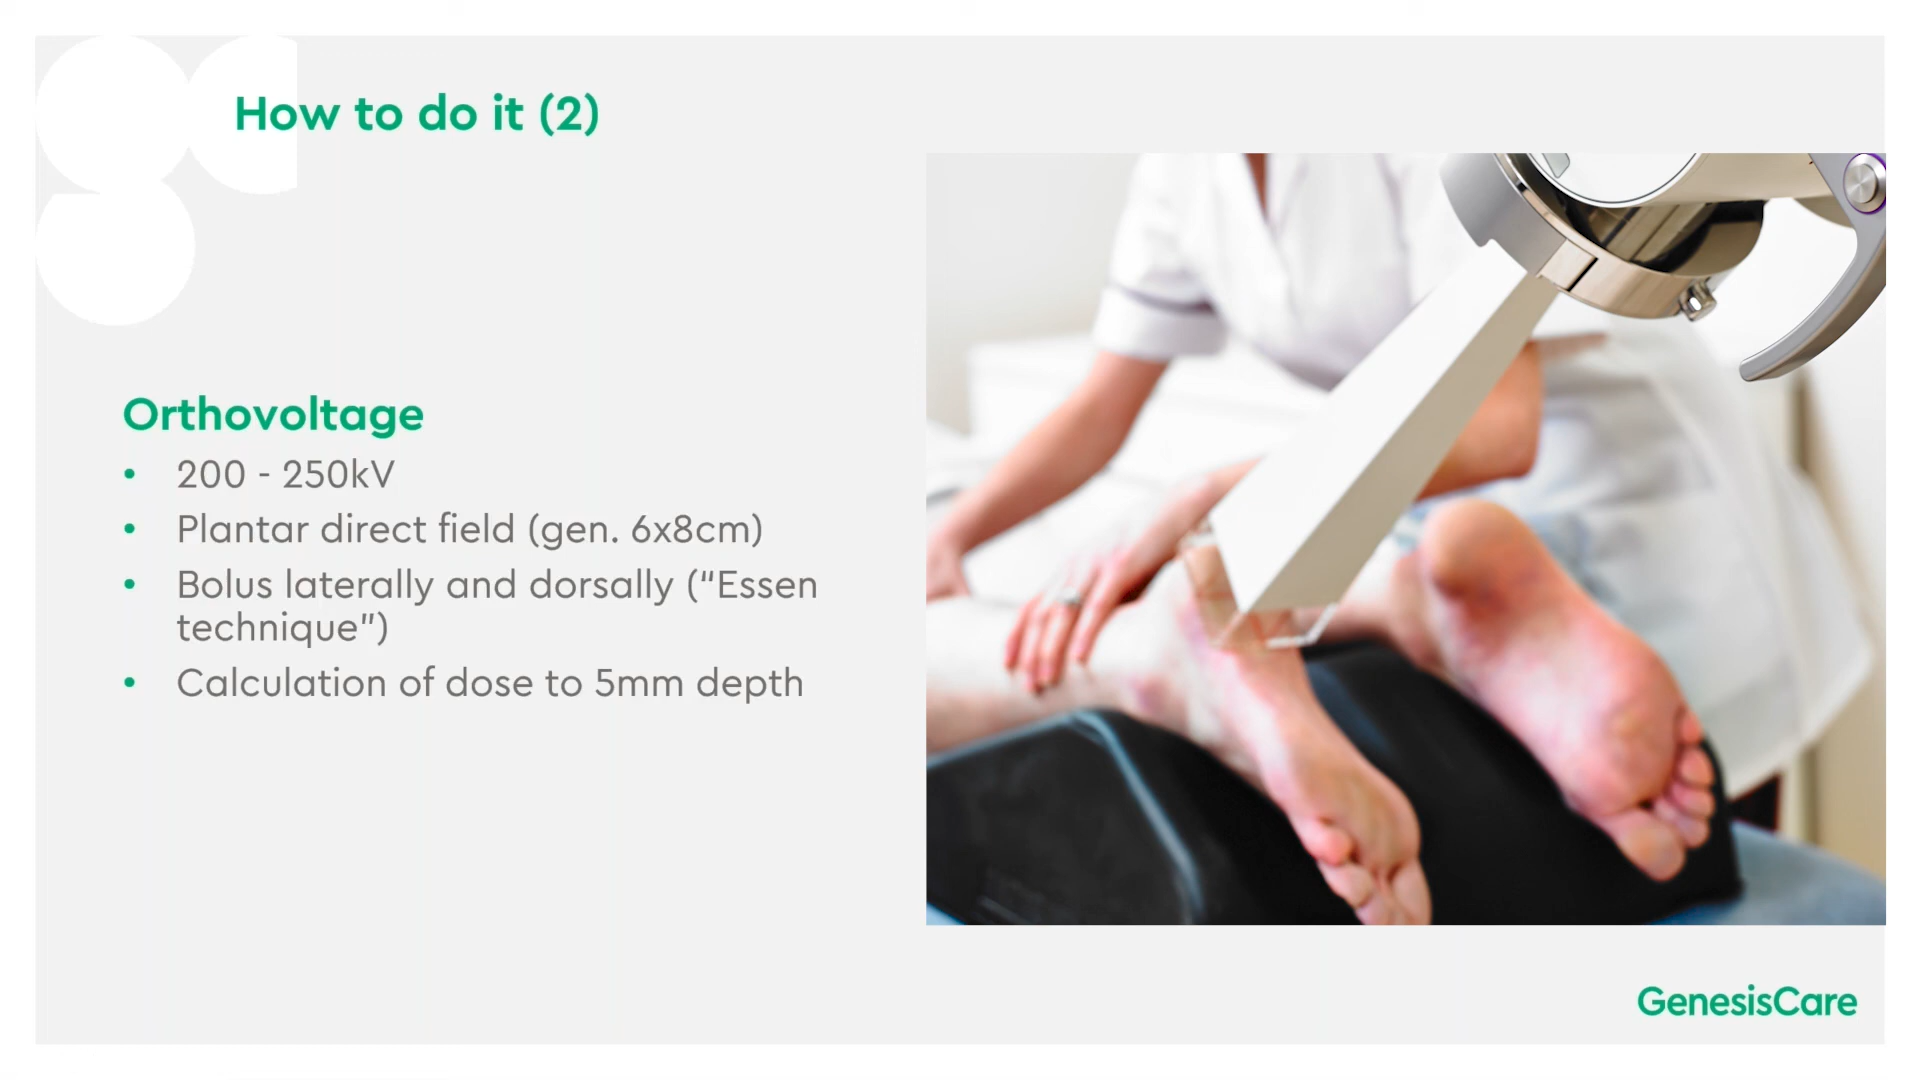 How to do it (2)
Orthovoltage
• 200 - 250kV
• Plantar direct field (gen. 6x8cm)
• Bolus laterally and dorsally (“Essen
technique”)
• Calculation of dose to 5mm depth
GenesisCare